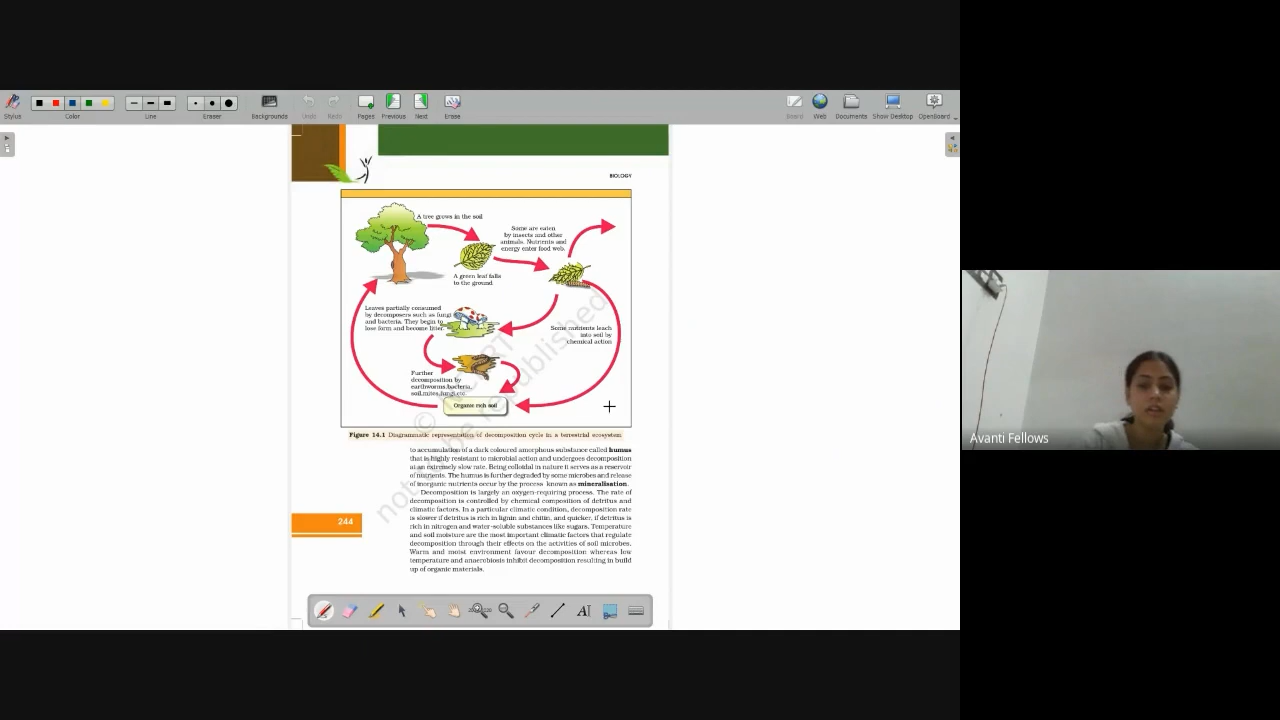 Stylus
Color
Line
Eraser
Backgrounds
Undo
Redo
Pages
Previous
Next
Erase
Board
Web
Documents
Show Desktop
OpenBoard
BIOLOGY
A tree grows in the soil
Some are eaten
by insects and other
animals. Nutrients and
energy enter food web.
A green leaf falls
to the ground
Leaves partially consumed
by decomposers such as fungi
and bacteria. They begin to
lose form and become litter.
Some nutrients leach
into soil by
chemical action
Further
decomposition by
earthworms,bacteria,
soil,mites,fungi,etc.
Organic rich soil
Figure 14.1 Diagrammatic representation of decomposition cycle in a terrestrial ecosystem
to accumulation of a dark coloured amorphous substance called humus
that is highly resistant to microbial action and undergoes decomposition
at an extremely slow rate. Being colloidal in nature it serves as a reservoir
of nutrients. The humus is further degraded by some microbes and release
of inorganic nutrients occur by the process known as mineralisation.
Decomposition is largely an oxygen-requiring process. The rate of
decomposition is controlled by chemical composition of detritus and
climatic factors. In a particular climatic condition, decomposition rate
is slower if detritus is rich in lignin and chitin, and quicker, if detritus is
rich in nitrogen and water-soluble substances like sugars. Temperature
and soil moisture are the most important climatic factors that regulate
decomposition through their effects on the activities of soil microbes.
Warm and moist environment favour decomposition whereas low
temperature and anaerobiosis inhibit decomposition resulting in build
up of organic materials.
244
not to be republished
Avanti Fellows